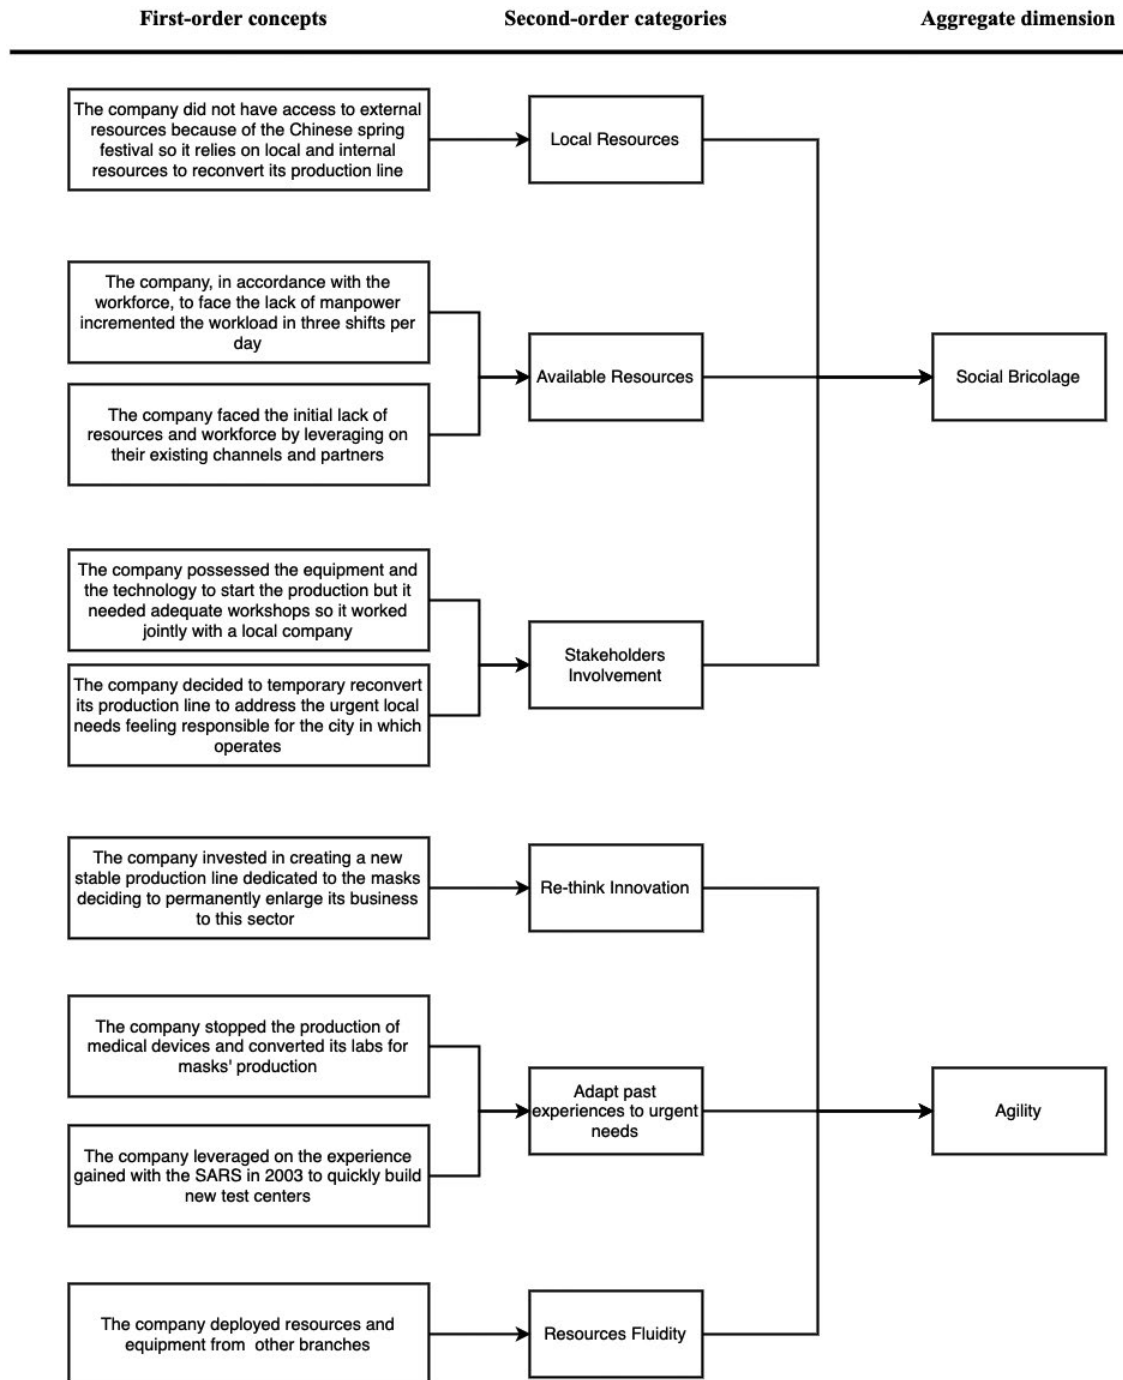 First-order concepts
Second-order categories
Aggregate dimension
The company did not have access to external
resources because of the Chinese spring
festival so it relies on local and internal
resources to reconvert its production line
Local Resources
The company, in accordance with the
workforce, to face the lack of manpower
incremented the workload in three shifts per
day
Available Resources
Social Bricolage
The company faced the initial lack of
resources and workforce by leveraging on
their existing channels and partners
The company possessed the equipment and
the technology to start the production but it
needed adequate workshops so it worked
jointly with a local company
Stakeholders
Involvement
The company decided to temporary reconvert
its production line to address the urgent local
needs feeling responsible for the city in which
operates
The company invested in creating a new
stable production line dedicated to the masks
deciding to permanently enlarge its business
to this sector
Re-think Innovation
The company stopped the production of
medical devices and converted its labs for
masks' production
Adapt past
experiences to urgent
needs
Agility
The company leveraged on the experience
gained with the SARS in 2003 to quickly build
new test centers
The company deployed resources and
equipment from other branches
Resources Fluidity